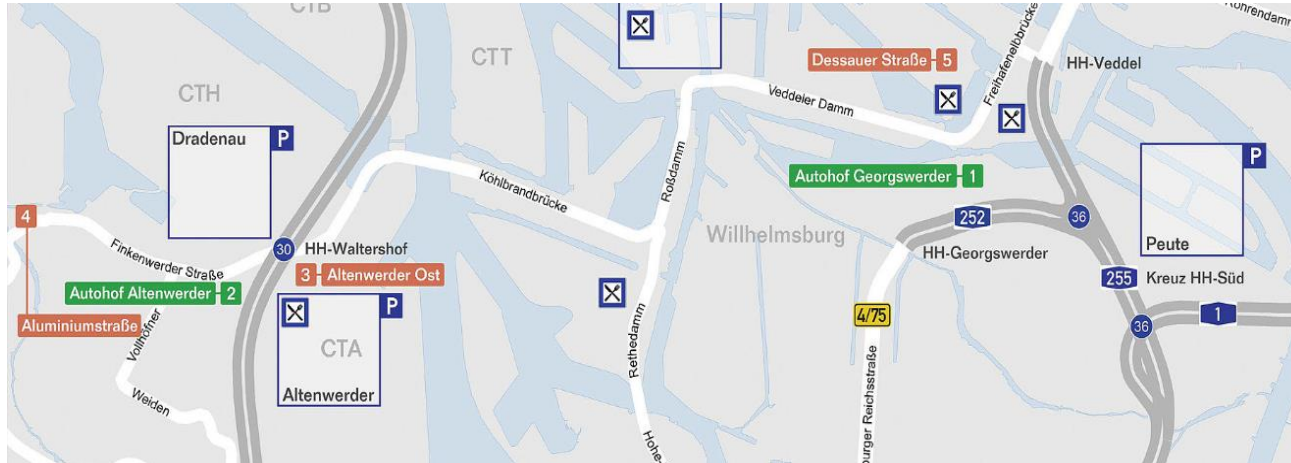 CTB
CTT
CTH
Dradenau
P
Dessauer Straße 5
Veddeler Damm
Freihafenelbbrücke
HH-Veddel
Autohof Georgswerder 1
P
Peute
Roßdamm
Köhlbrandbrücke
Willhelmsburg
252
36
HH-Georgswerder
255 Kreuz HH-Süd
1
36
4
Finkenwerder Straße
30 HH-Waltershof
3 Altenwerder Ost
Autohof Altenwerder 2
Aluminiumstraße
Vollhöfner
Weiden
P
CTA
Altenwerder
Rethedamm
Hohe-
4/75
burger Reichsstraße